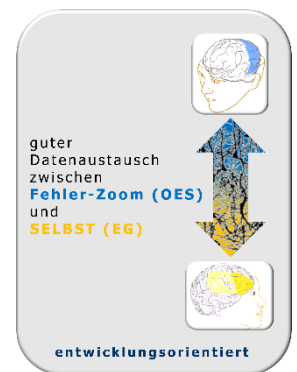 guter
Datenaustausch
zwischen
Fehler-Zoom (OES)
und
SELBST (EG)
entwicklungsorientiert